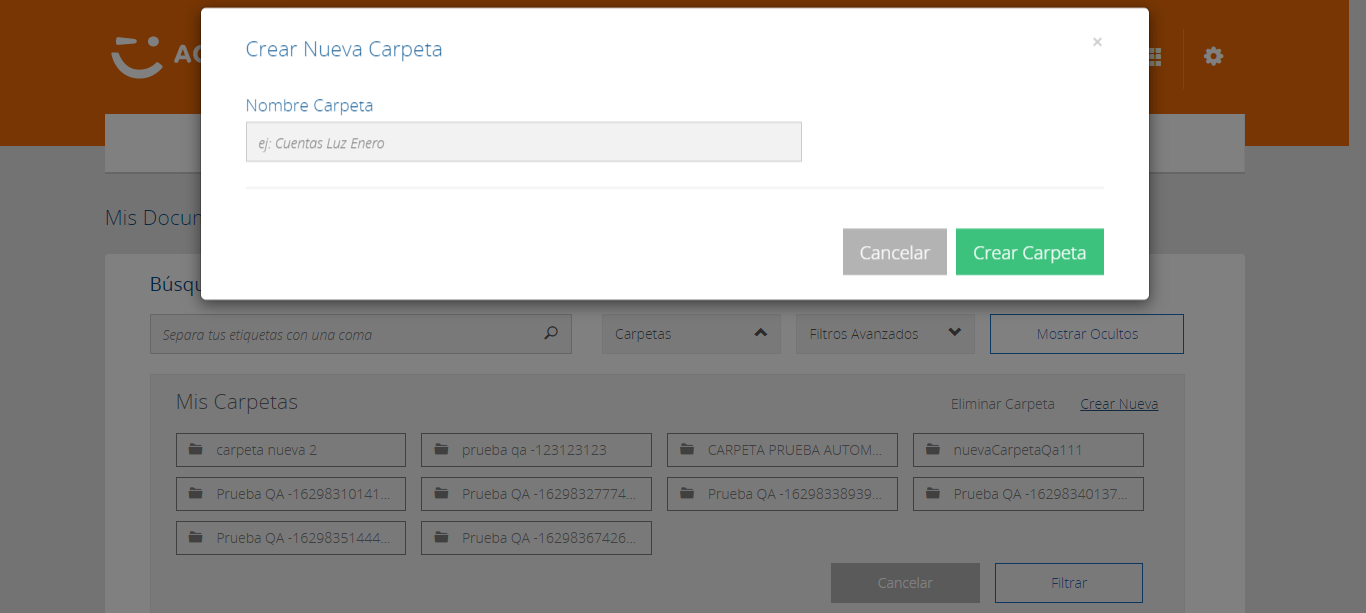 Crear Nueva Carpeta
×
Nombre Carpeta
ej: Cuentas Luz Enero
Cancelar
Crear Carpeta
Separa tus etiquetas con una coma
Carpetas
Filtros Avanzados
Mostrar Ocultos
Mis Carpetas
Eliminar Carpeta
Crear Nueva
carpeta nueva 2
prueba qa -123123123
CARPETA PRUEBA AUTOM...
nuevaCarpetaQa111
Prueba QA -16298310141...
Prueba QA -16298327774...
Prueba QA -16298338939...
Prueba QA -16298340137...
Prueba QA -16298351444...
Prueba QA -16298367426...
Cancelar
Filtrar